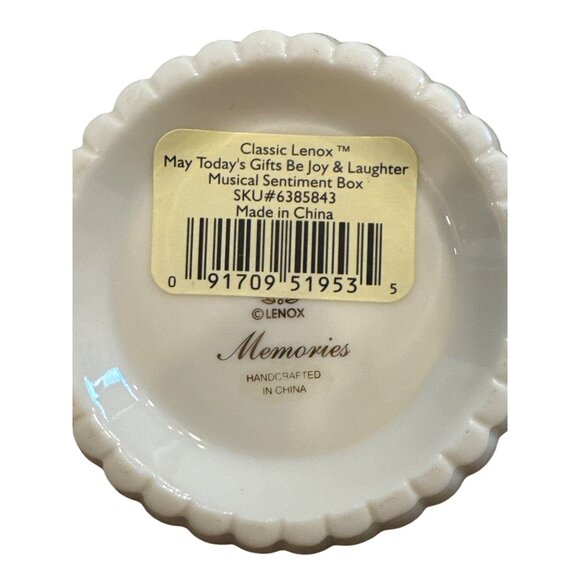 Classic Lenox ™
May Today's Gifts Be Joy & Laughter
Musical Sentiment Box
SKU#6385843
Made in China
0 91709 51953 5
© LENOX
Memories
HANDCRAFTED
IN CHINA